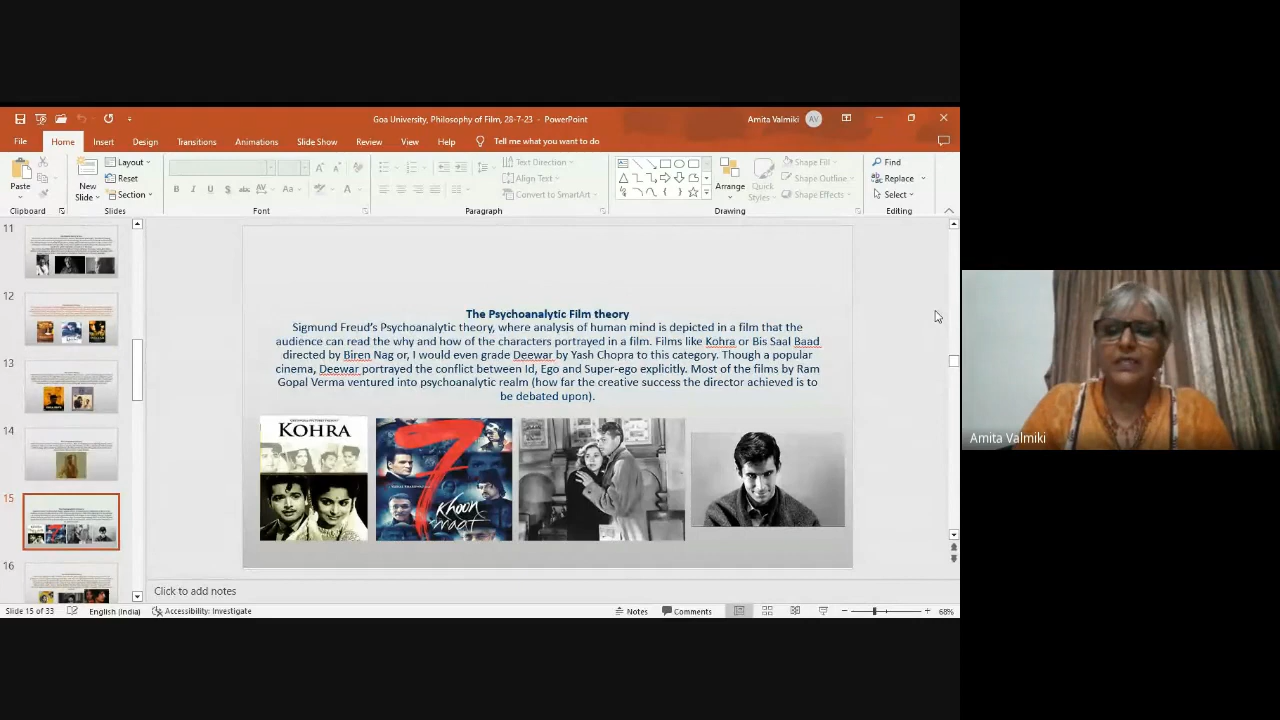 Goa University, Philosophy of Film, 28-7-23 - PowerPoint
Amita Valmiki
AV
File
Home
Insert
Design
Transitions
Animations
Slide Show
Review
View
Help
Tell me what you want to do
Paste
New
Slide
Layout
Reset
Section
B I U S abc AV Aa A
Text Direction
Align Text
Convert to SmartArt
Arrange
Quick
Styles
Shape Fill
Shape Outline
Shape Effects
Find
Replace
Select
Clipboard
Slides
Font
Paragraph
Drawing
Editing
11
12
13
14
15
16
The Psychoanalytic Film theory
Sigmund Freud's Psychoanalytic theory, where analysis of human mind is depicted in a film that the
audience can read the why and how of the characters portrayed in a film. Films like Kohra or Bis Saal Baad
directed by Biren Nag or, I would even grade Deewar by Yash Chopra to this category. Though a popular
cinema, Deewar portrayed the conflict between Id, Ego and Super-ego explicitly. Most of the films by Ram
Gopal Verma ventured into psychoanalytic realm (how far the creative success the director achieved is to
be debated upon).
KOHRA
7
Khoon
Maaf
Click to add notes
Slide 15 of 33
English (India)
Accessibility: Investigate
Notes
Comments
68%
Amita Valmiki